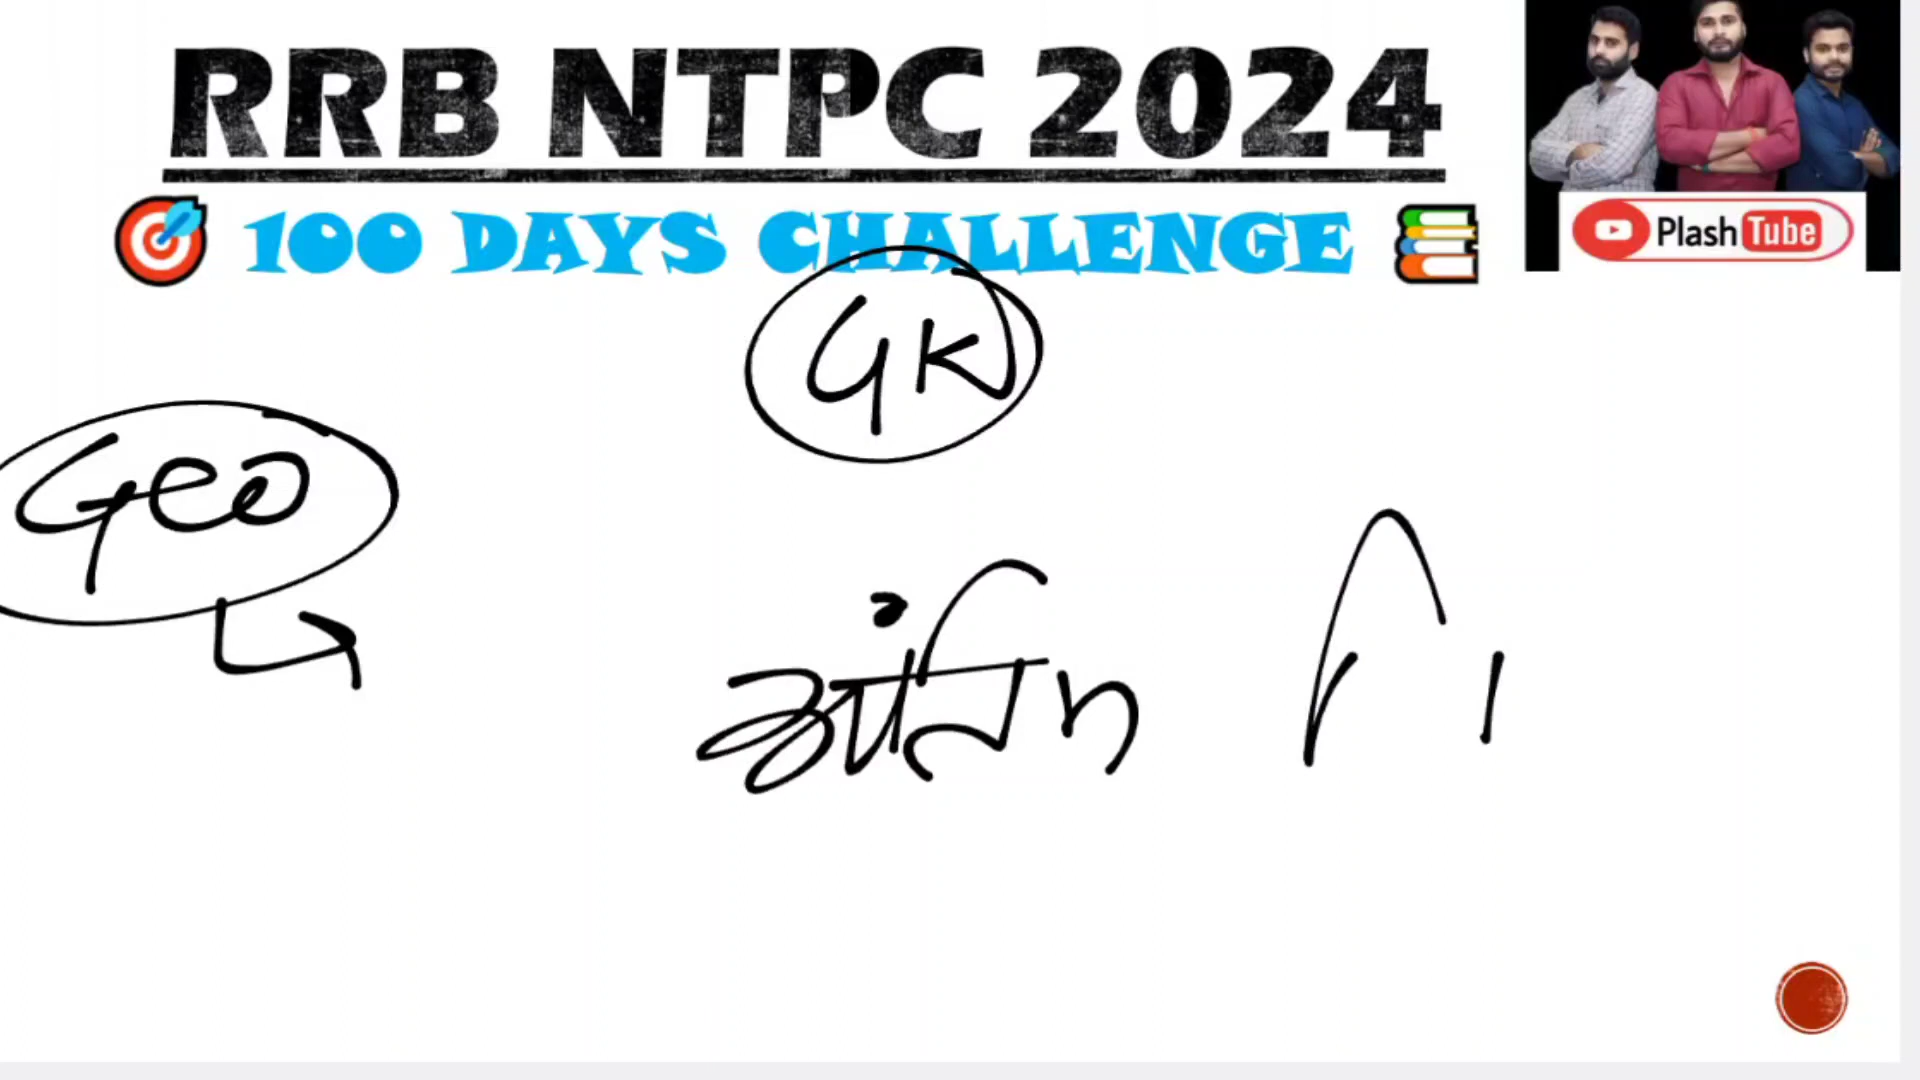 RRB NTPC 2024
100 DAYS CHALLENGE
Plash Tube
GK
Geo